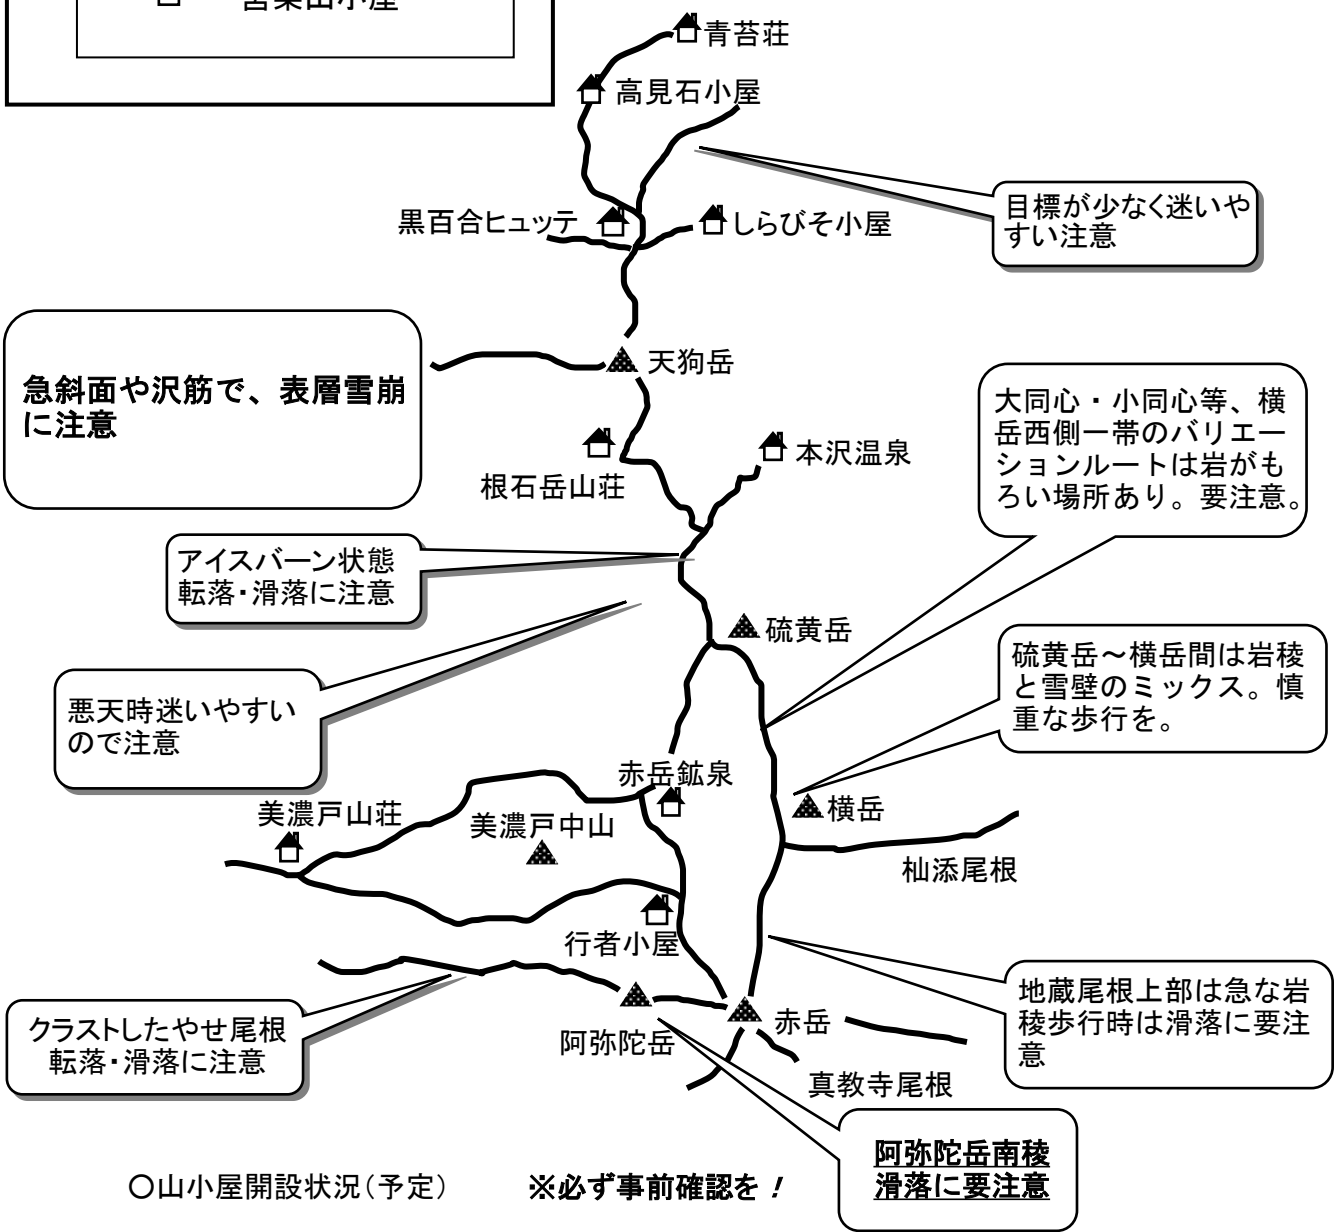 営業山小屋
青苔荘
高見石小屋
目標が少なく迷いや
すい注意
黒百合ヒュッテ
しらびそ小屋
急斜面や沢筋で、表層雪崩
に注意
天狗岳
大同心・小同心等、横
岳西側一帯のバリエー
ションルートは岩がも
ろい場所あり。要注意。
本沢温泉
根石岳山荘
アイスバーン状態
転落・滑落に注意
硫黄岳
硫黄岳～横岳間は岩稜
と雪壁のミックス。慎
重な歩行を。
悪天時迷いやすい
ので注意
赤岳鉱泉
美濃戸山荘
美濃戸中山
横岳
杣添尾根
行者小屋
地蔵尾根上部は急な岩
稜歩行時は滑落に要注
意
クラストしたやせ尾根
転落・滑落に注意
阿弥陀岳
赤岳
真教寺尾根
阿弥陀岳南稜
滑落に要注意
○山小屋開設状況（予定）　※必ず事前確認を！